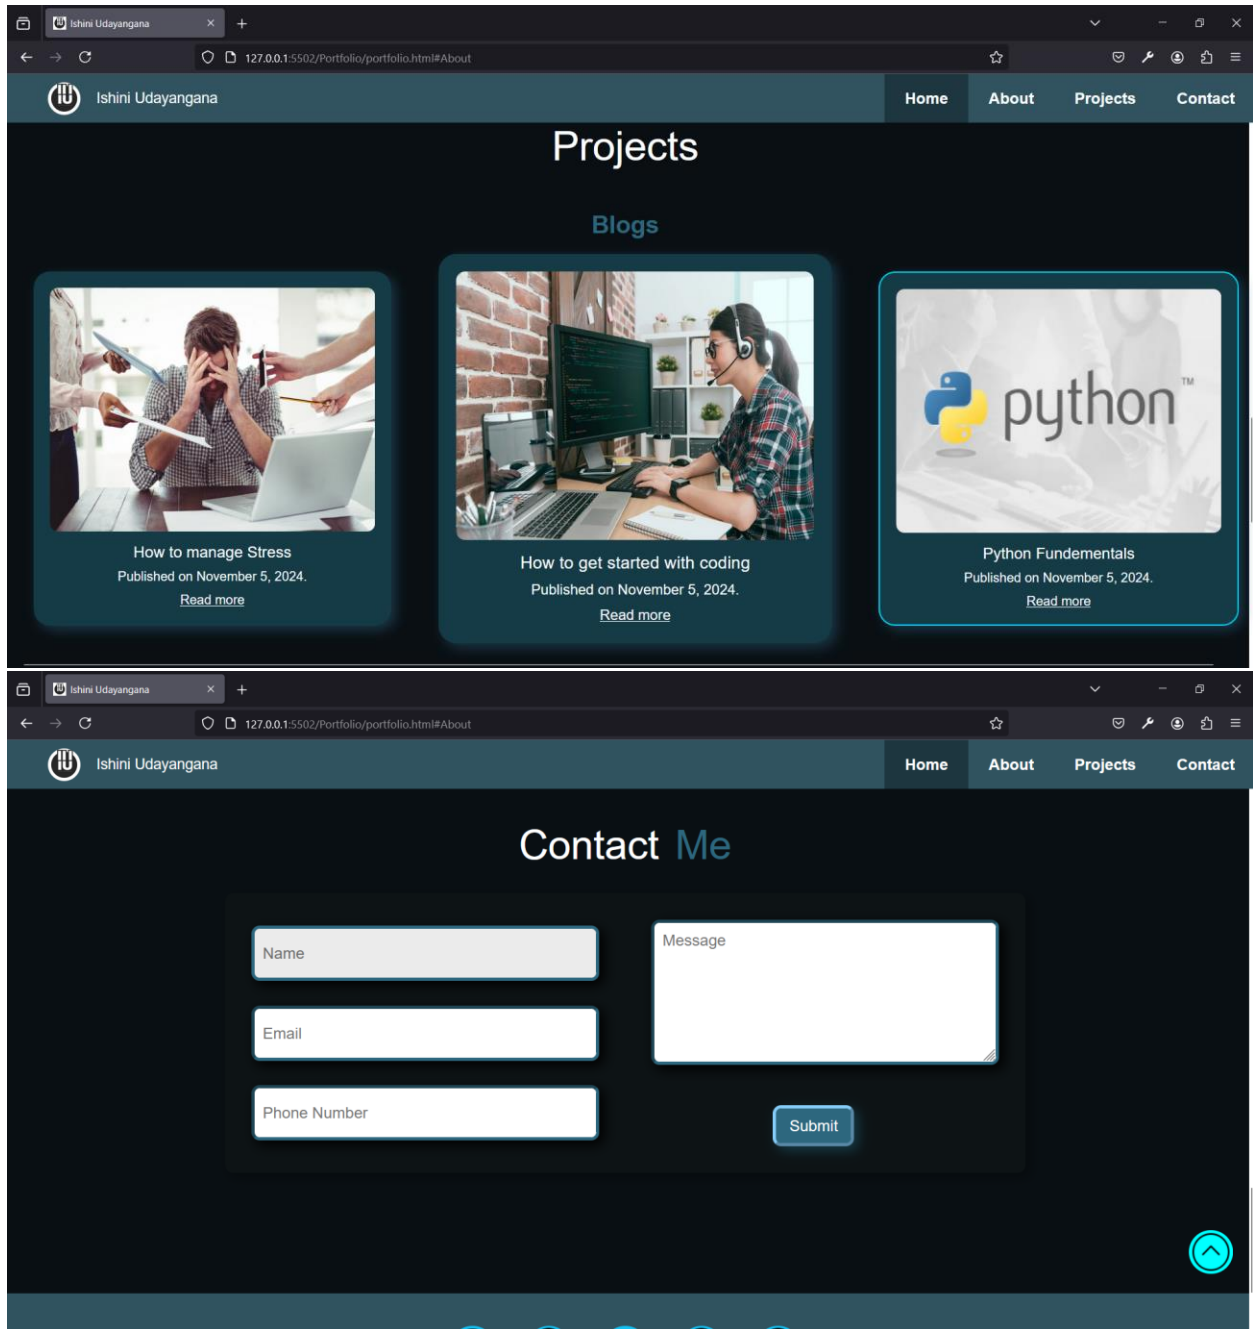 Ishini Udayangana
127.0.0.1:5502/Portfolio/portfolio.html#About
IU Ishini Udayangana Home About Projects Contact
Projects
Blogs
python™
How to manage Stress
Published on November 5, 2024.
Read more
How to get started with coding
Published on November 5, 2024.
Read more
Python Fundementals
Published on November 5, 2024.
Read more
Ishini Udayangana
127.0.0.1:5502/Portfolio/portfolio.html#About
IU Ishini Udayangana Home About Projects Contact
Contact Me
Name
Email
Phone Number
Message
Submit